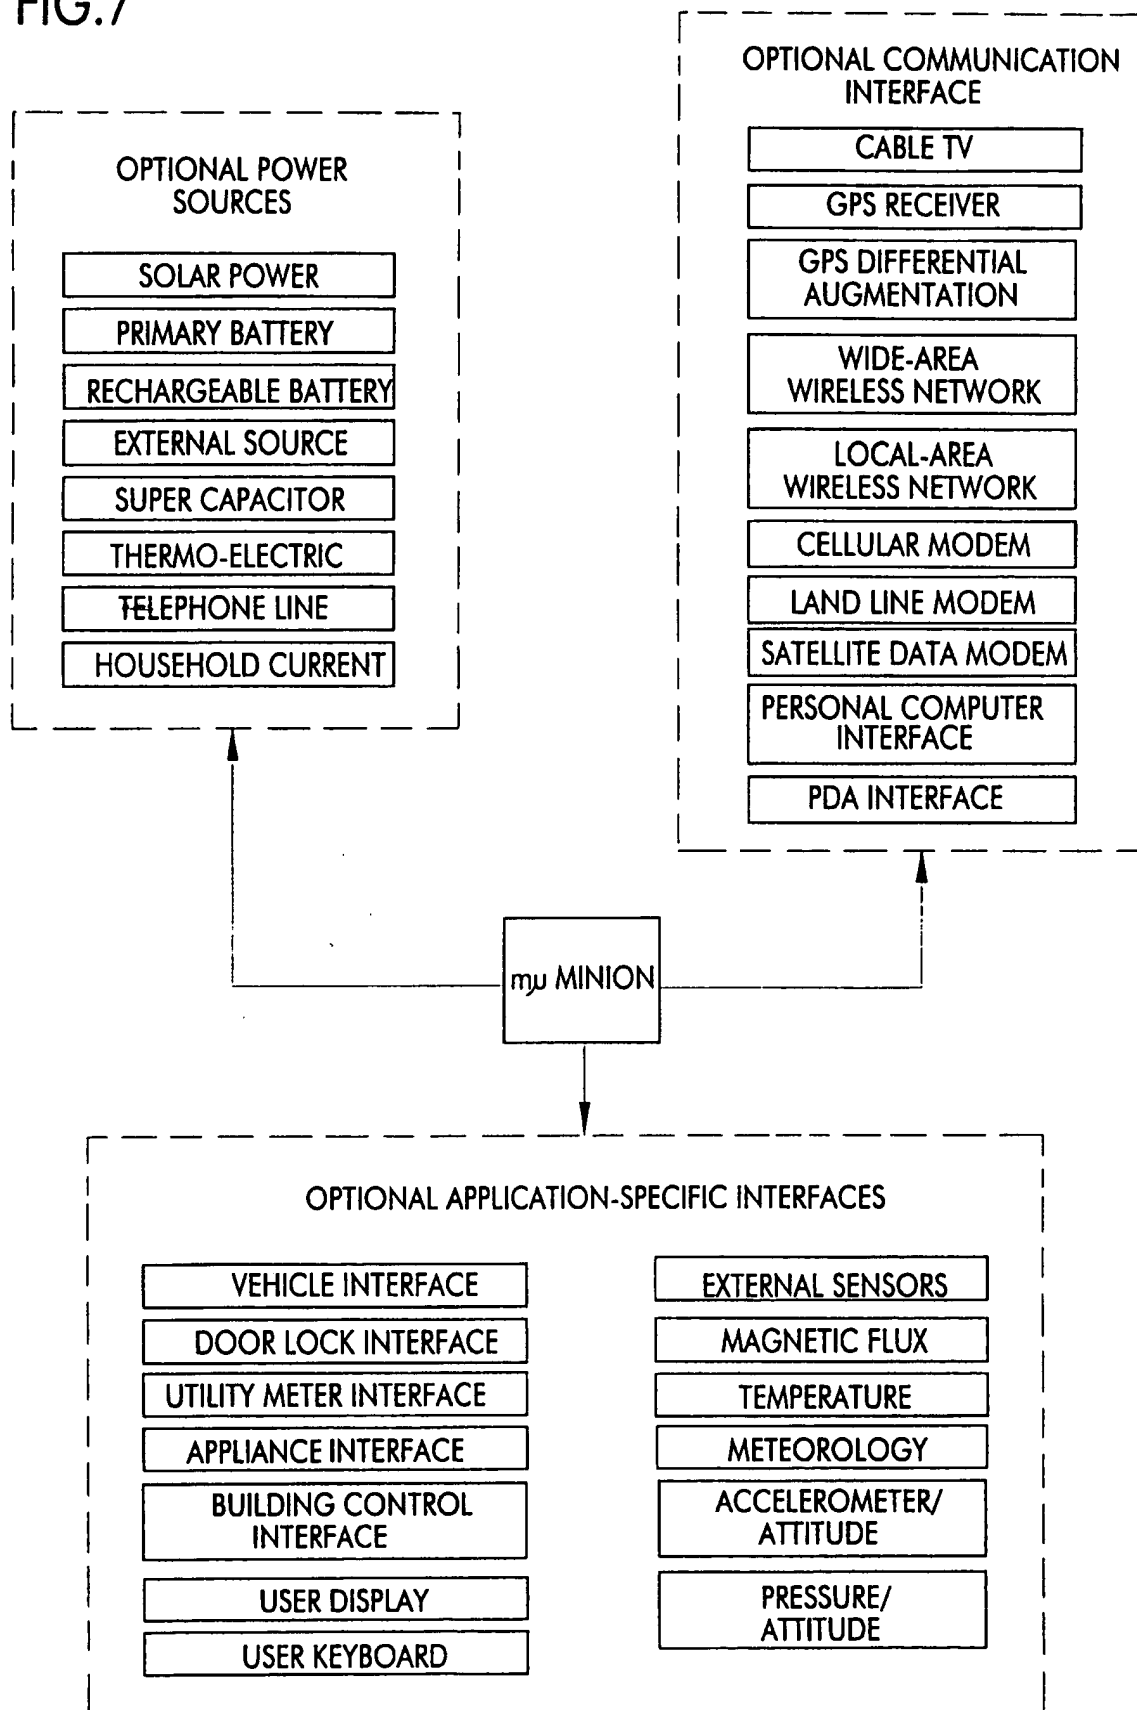 FIG.7
OPTIONAL POWER
SOURCES
SOLAR POWER
PRIMARY BATTERY
RECHARGEABLE BATTERY
EXTERNAL SOURCE
SUPER CAPACITOR
THERMO-ELECTRIC
TELEPHONE LINE
HOUSEHOLD CURRENT
OPTIONAL COMMUNICATION
INTERFACE
CABLE TV
GPS RECEIVER
GPS DIFFERENTIAL
AUGMENTATION
WIDE-AREA
WIRELESS NETWORK
LOCAL-AREA
WIRELESS NETWORK
CELLULAR MODEM
LAND LINE MODEM
SATELLITE DATA MODEM
PERSONAL COMPUTER
INTERFACE
PDA INTERFACE
mμ MINION
OPTIONAL APPLICATION-SPECIFIC INTERFACES
VEHICLE INTERFACE
DOOR LOCK INTERFACE
UTILITY METER INTERFACE
APPLIANCE INTERFACE
BUILDING CONTROL
INTERFACE
USER DISPLAY
USER KEYBOARD
EXTERNAL SENSORS
MAGNETIC FLUX
TEMPERATURE
METEOROLOGY
ACCELEROMETER/
ATTITUDE
PRESSURE/
ATTITUDE